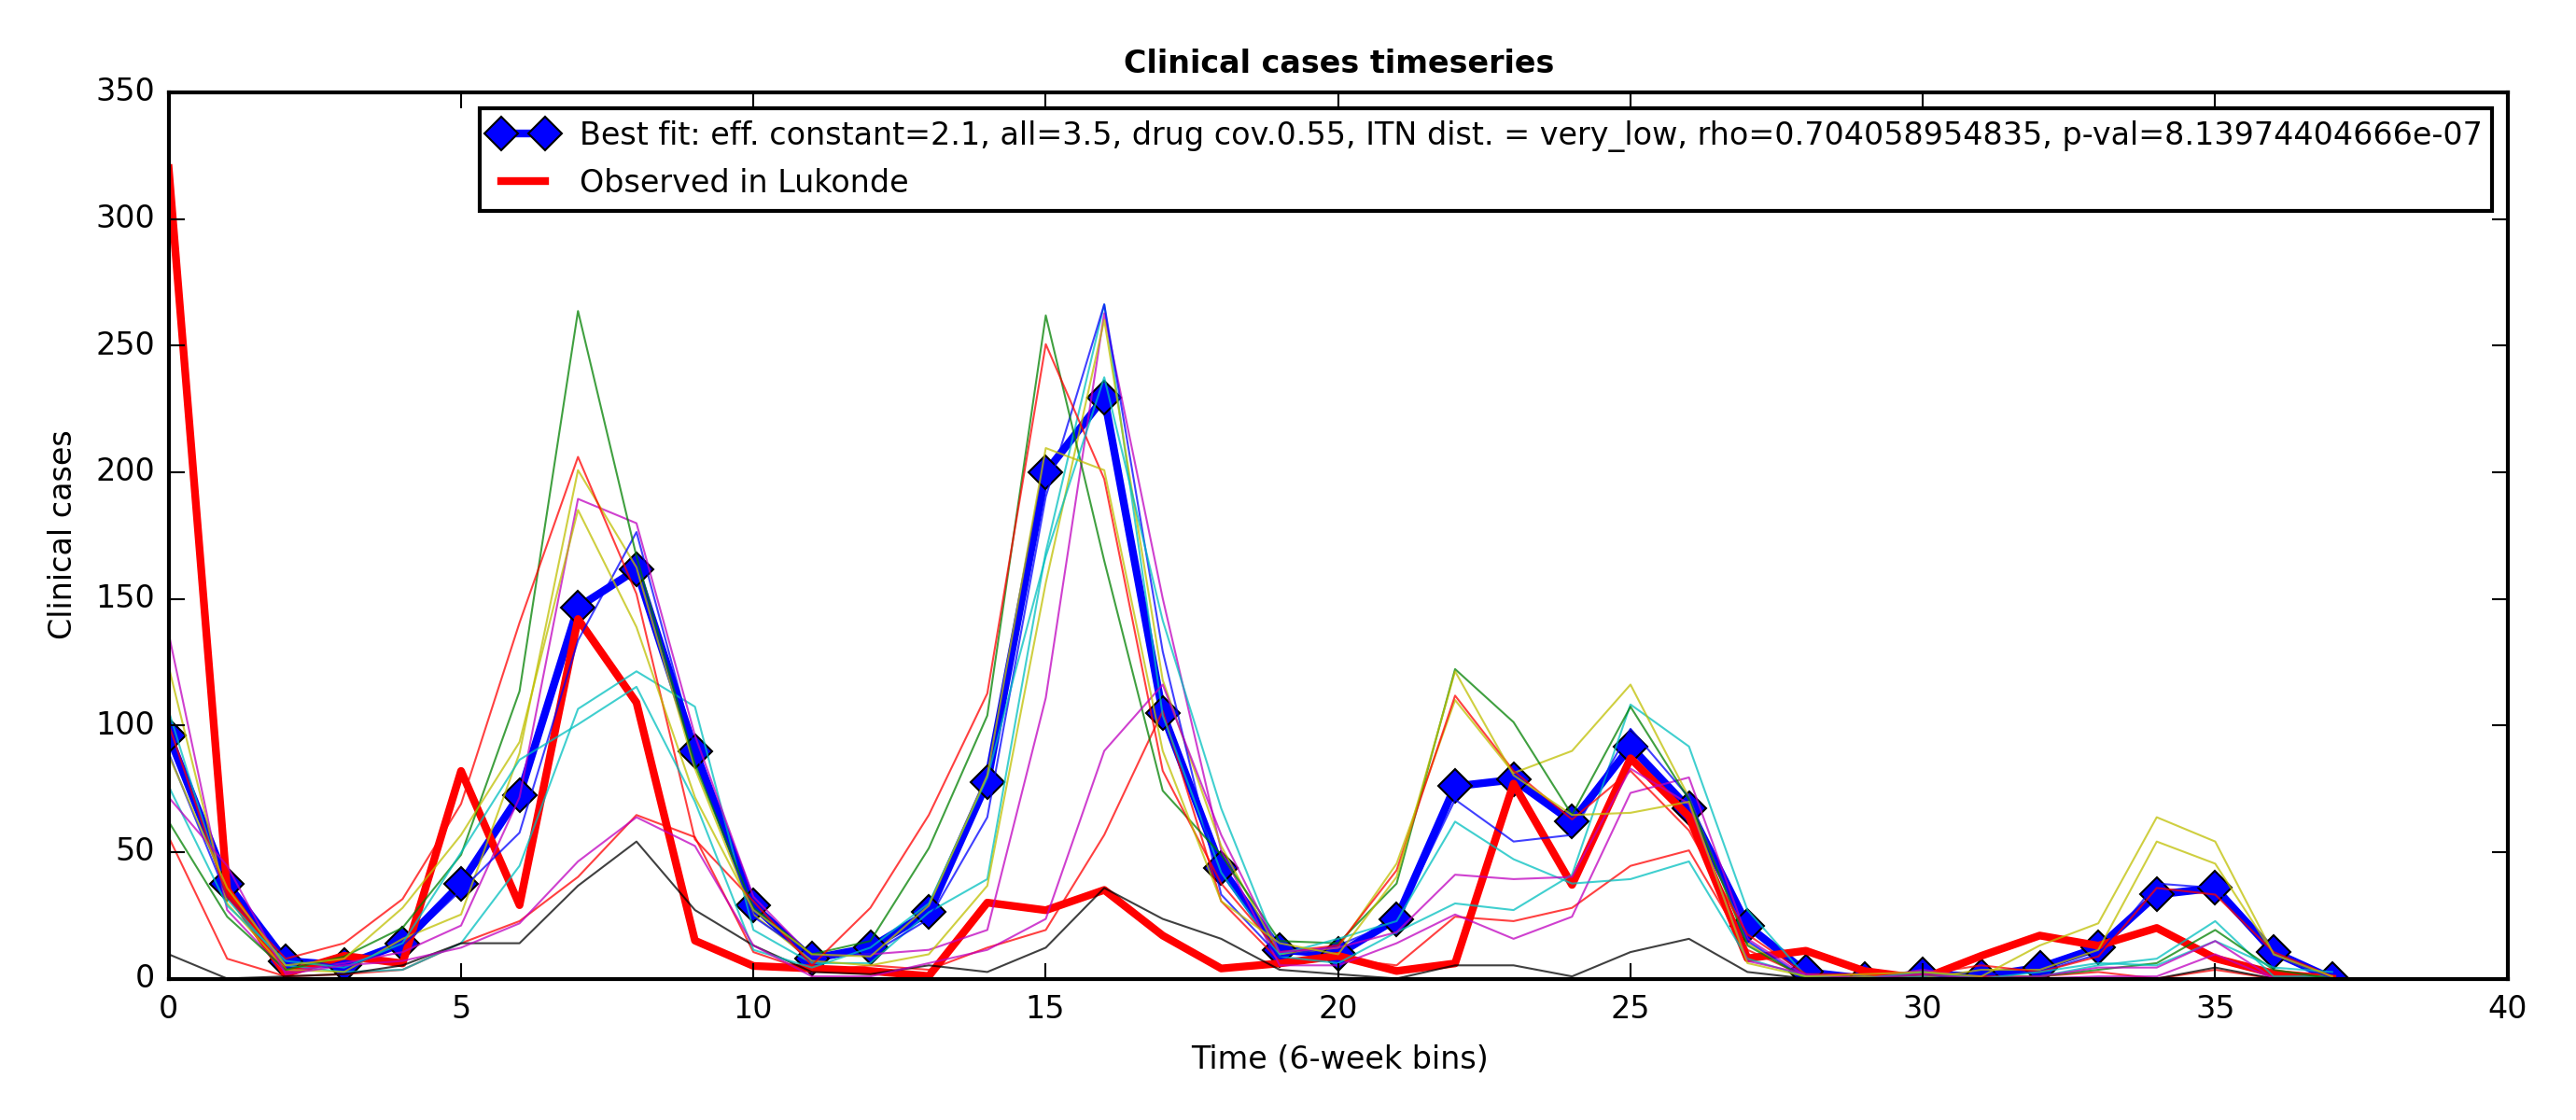 Clinical cases timeseries
350
300
250
200
150
100
50
0
Clinical cases
Best fit: eff. constant=2.1, all=3.5, drug cov.0.55, ITN dist. = very_low, rho=0.704058954835, p-val=8.13974404666e-07
Observed in Lukonde
0 5 10 15 20 25 30 35 40
Time (6-week bins)